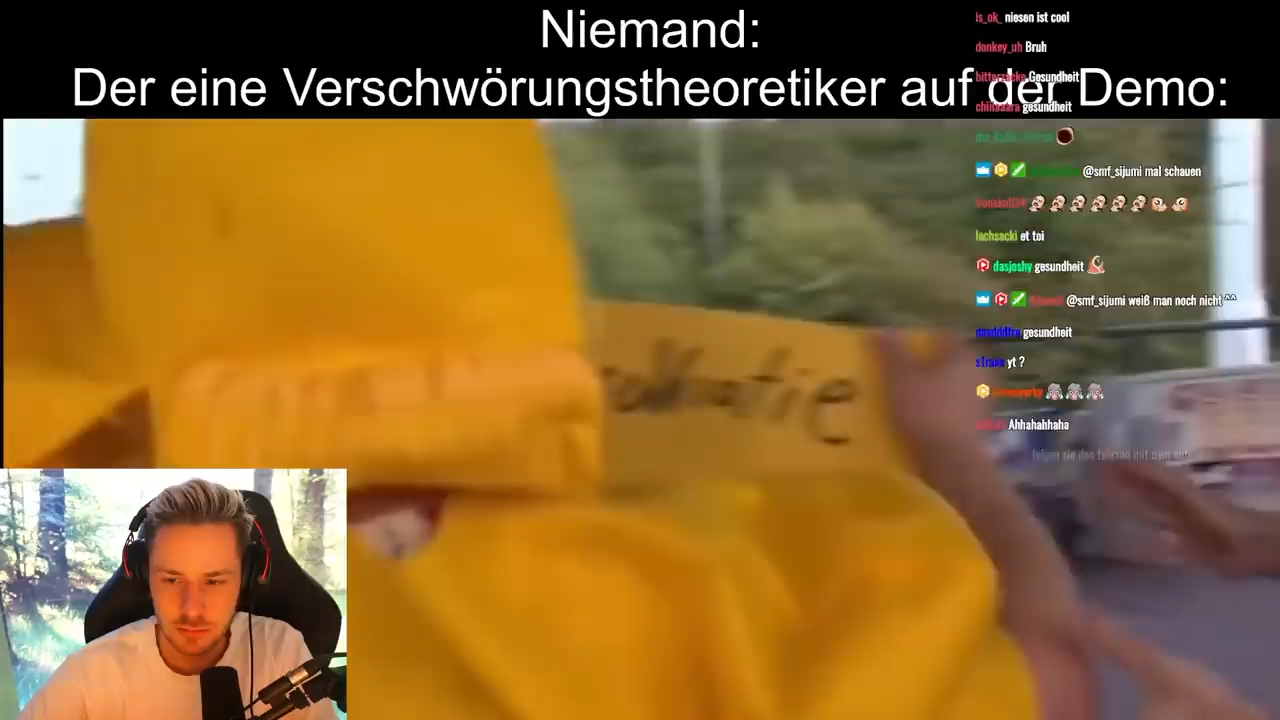 Niemand:
Der eine Verschwörungstheoretiker auf der Demo:
is_ok_ niesen ist cool
donkey_uh Bruh
Gesundheit
gesundheit
@smf_sijumi mal schauen
lachsacki et toi
dasjoshy gesundheit
@smf_sijumi weiß man noch nicht ^^
gesundheit
s1raxo yt ?
Ahhahahhaha